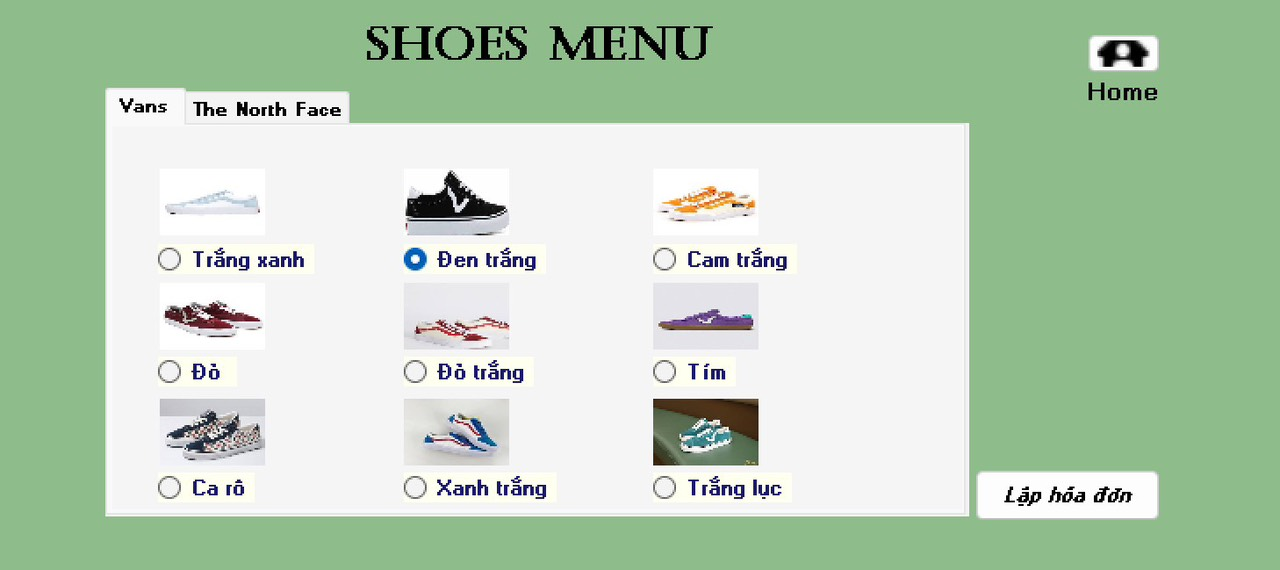 SHOES MENU
Home
Vans
The North Face
Trắng xanh
Đen trắng
Cam trắng
Đỏ
Đỏ trắng
Tím
Ca rô
Xanh trắng
Trắng lục
Lập hóa đơn